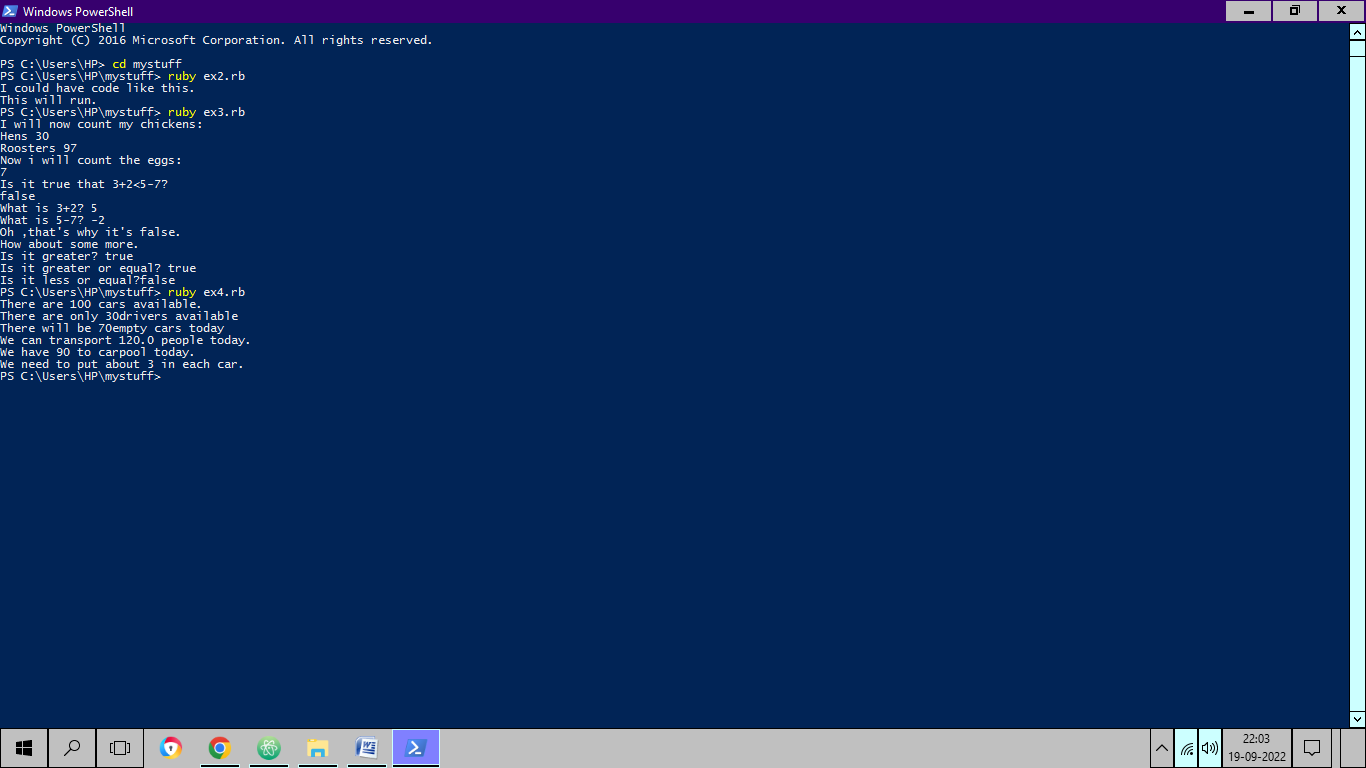 Windows PowerShell
Windows PowerShell
Copyright (C) 2016 Microsoft Corporation. All rights reserved.
PS C:\Users\HP> cd mystuff
PS C:\Users\HP\mystuff> ruby ex2.rb
I could have code like this.
This will run.
PS C:\Users\HP\mystuff> ruby ex3.rb
I will now count my chickens:
Hens 30
Roosters 97
Now i will count the eggs:
7
Is it true that 3+2<5-7?
false
What is 3+2? 5
What is 5-7? -2
Oh ,that's why it's false.
How about some more.
Is it greater? true
Is it greater or equal? true
Is it less or equal?false
PS C:\Users\HP\mystuff> ruby ex4.rb
There are 100 cars available.
There are only 30drivers available
There will be 70empty cars today
We can transport 120.0 people today.
We have 90 to carpool today.
We need to put about 3 in each car.
PS C:\Users\HP\mystuff>
22:03
19-09-2022